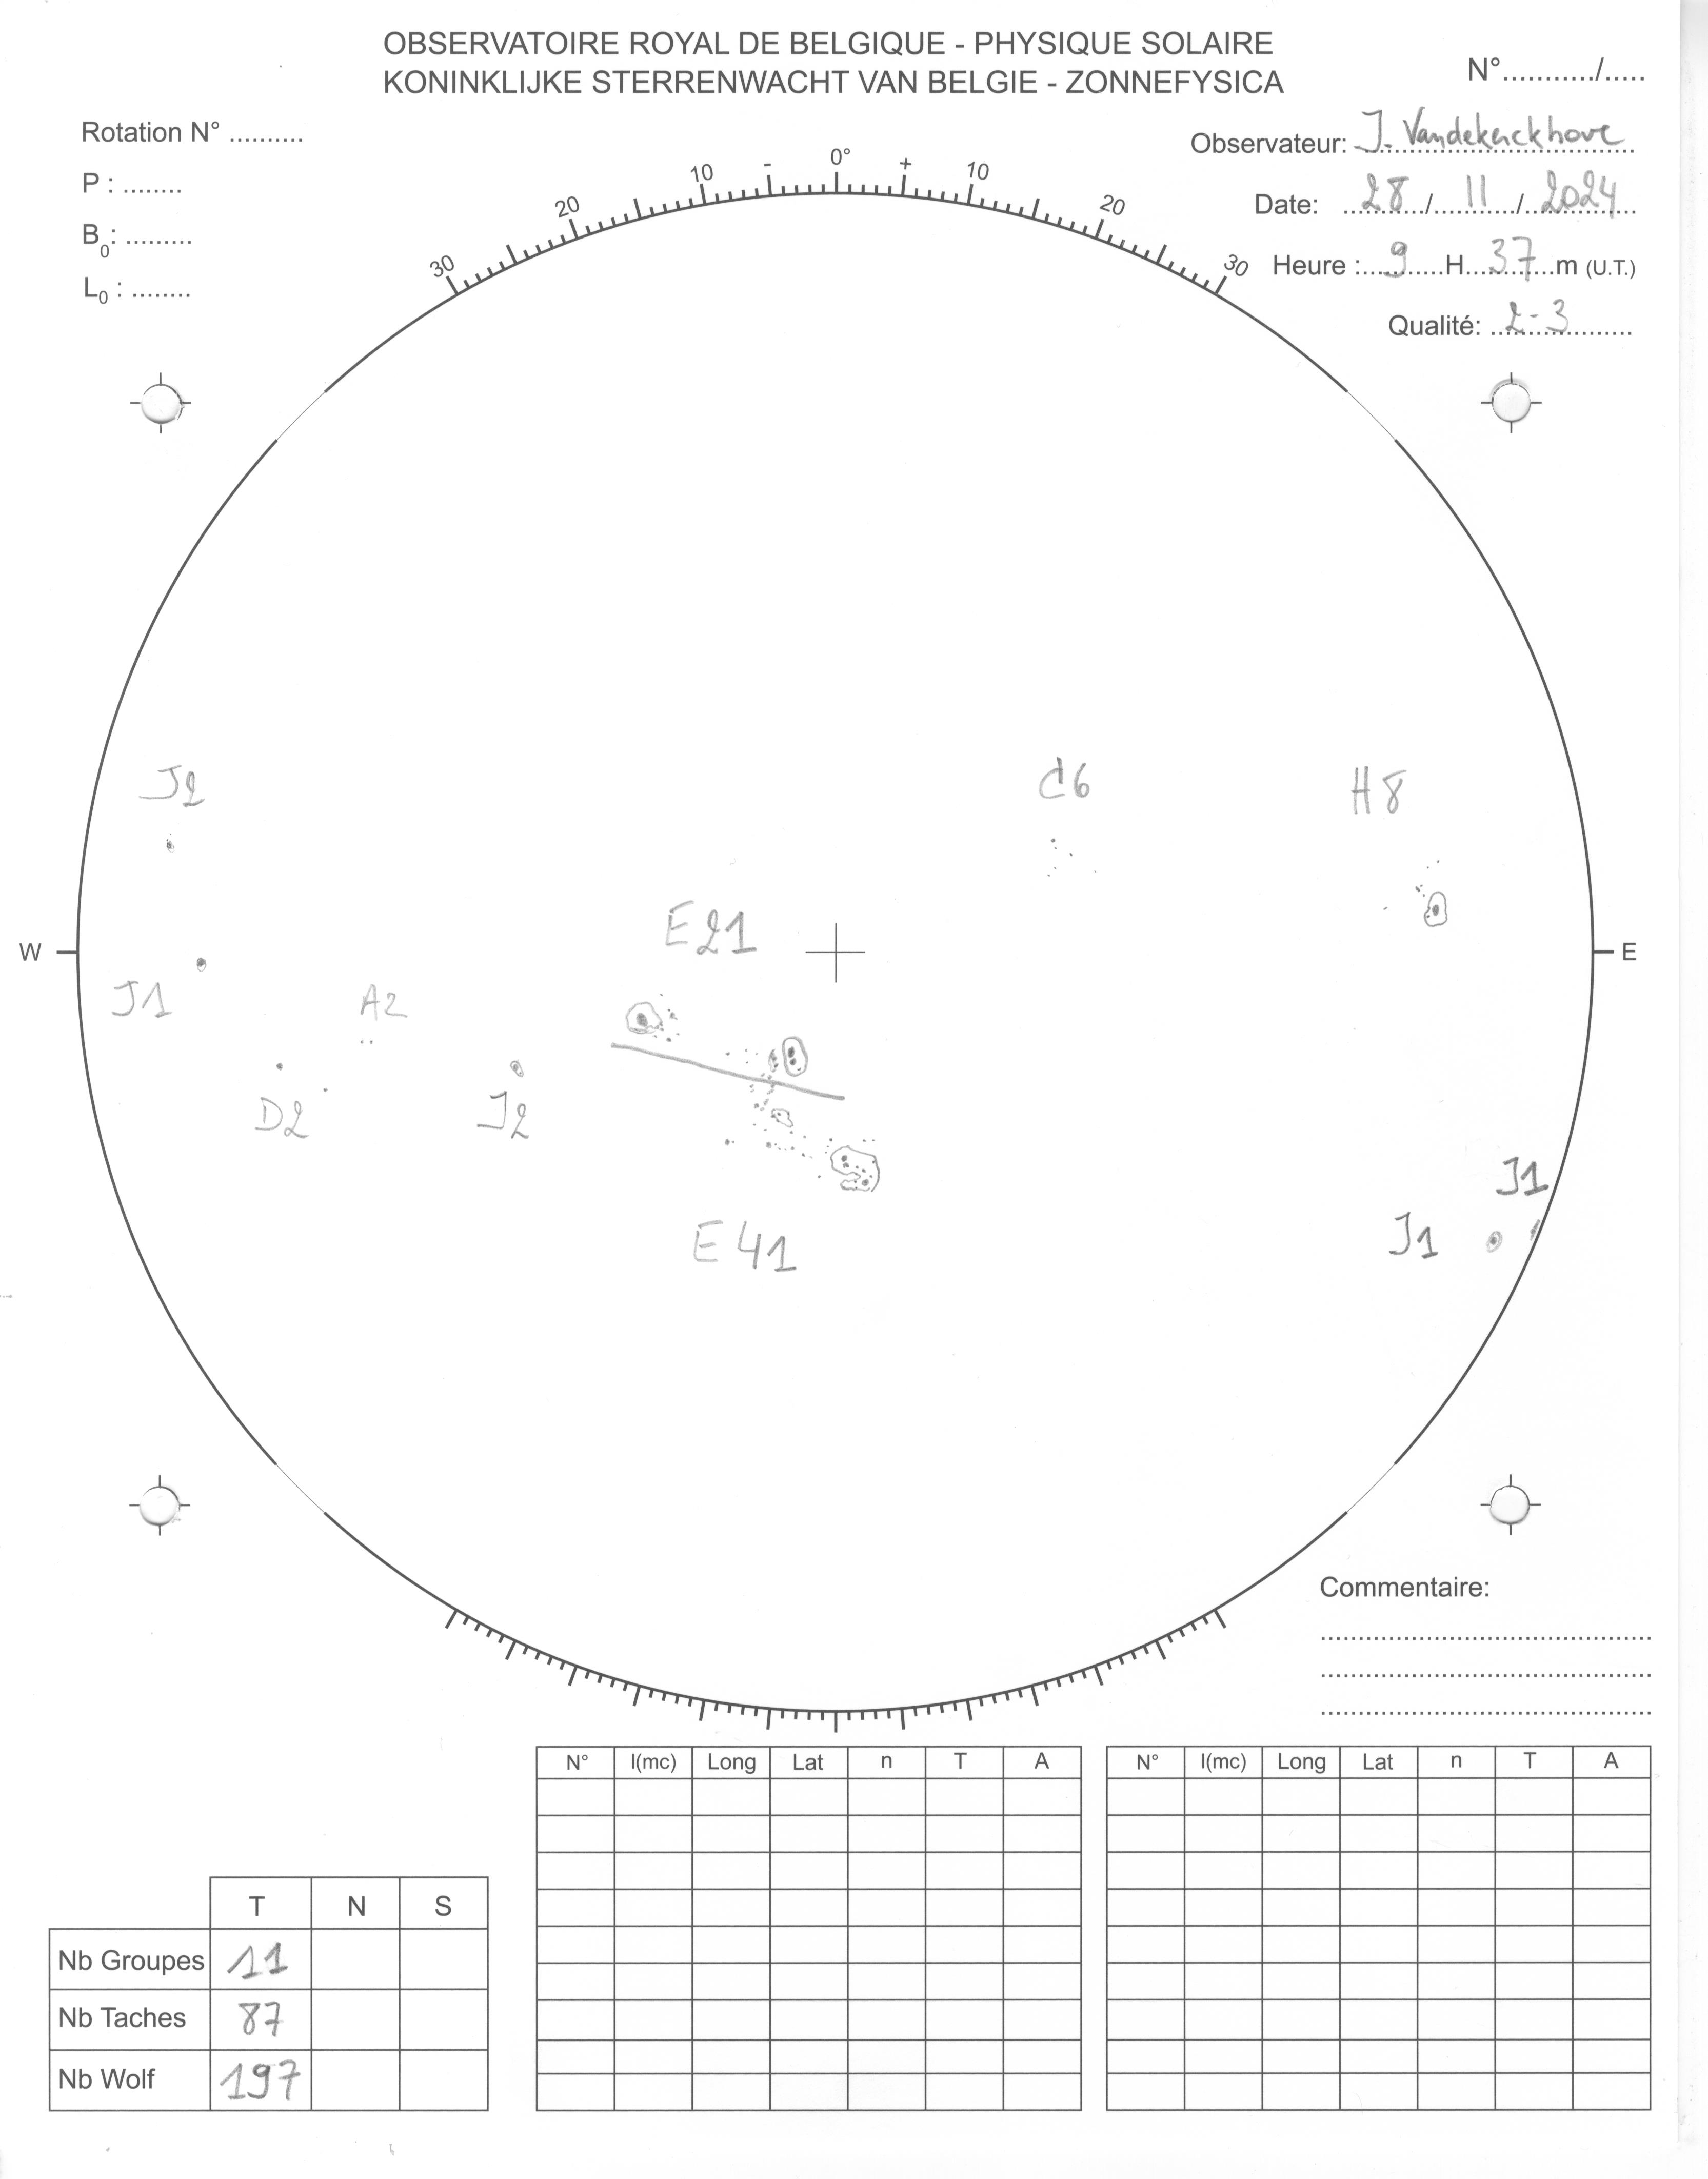 OBSERVATOIRE ROYAL DE BELGIQUE - PHYSIQUE SOLAIRE
KONINKLIJKE STERRENWACHT VAN BELGIE - ZONNEFYSICA
N°.........../.....
Rotation N° ..........
P : ........
B0: .........
L0 : ........
Observateur: J. Vandekerckhove
Date: 28 / 11 / 2024
Heure : 9 H 37 m (U.T.)
Qualité: 2-3
30 20 10 - 0° + 10 20 30
J2
C6
H8
E21
W
E
J1
A2
D2
J2
J1
J1
E41
Commentaire:
N° l(mc) Long Lat n T A
N° l(mc) Long Lat n T A
T N S
Nb Groupes 11
Nb Taches 87
Nb Wolf 197